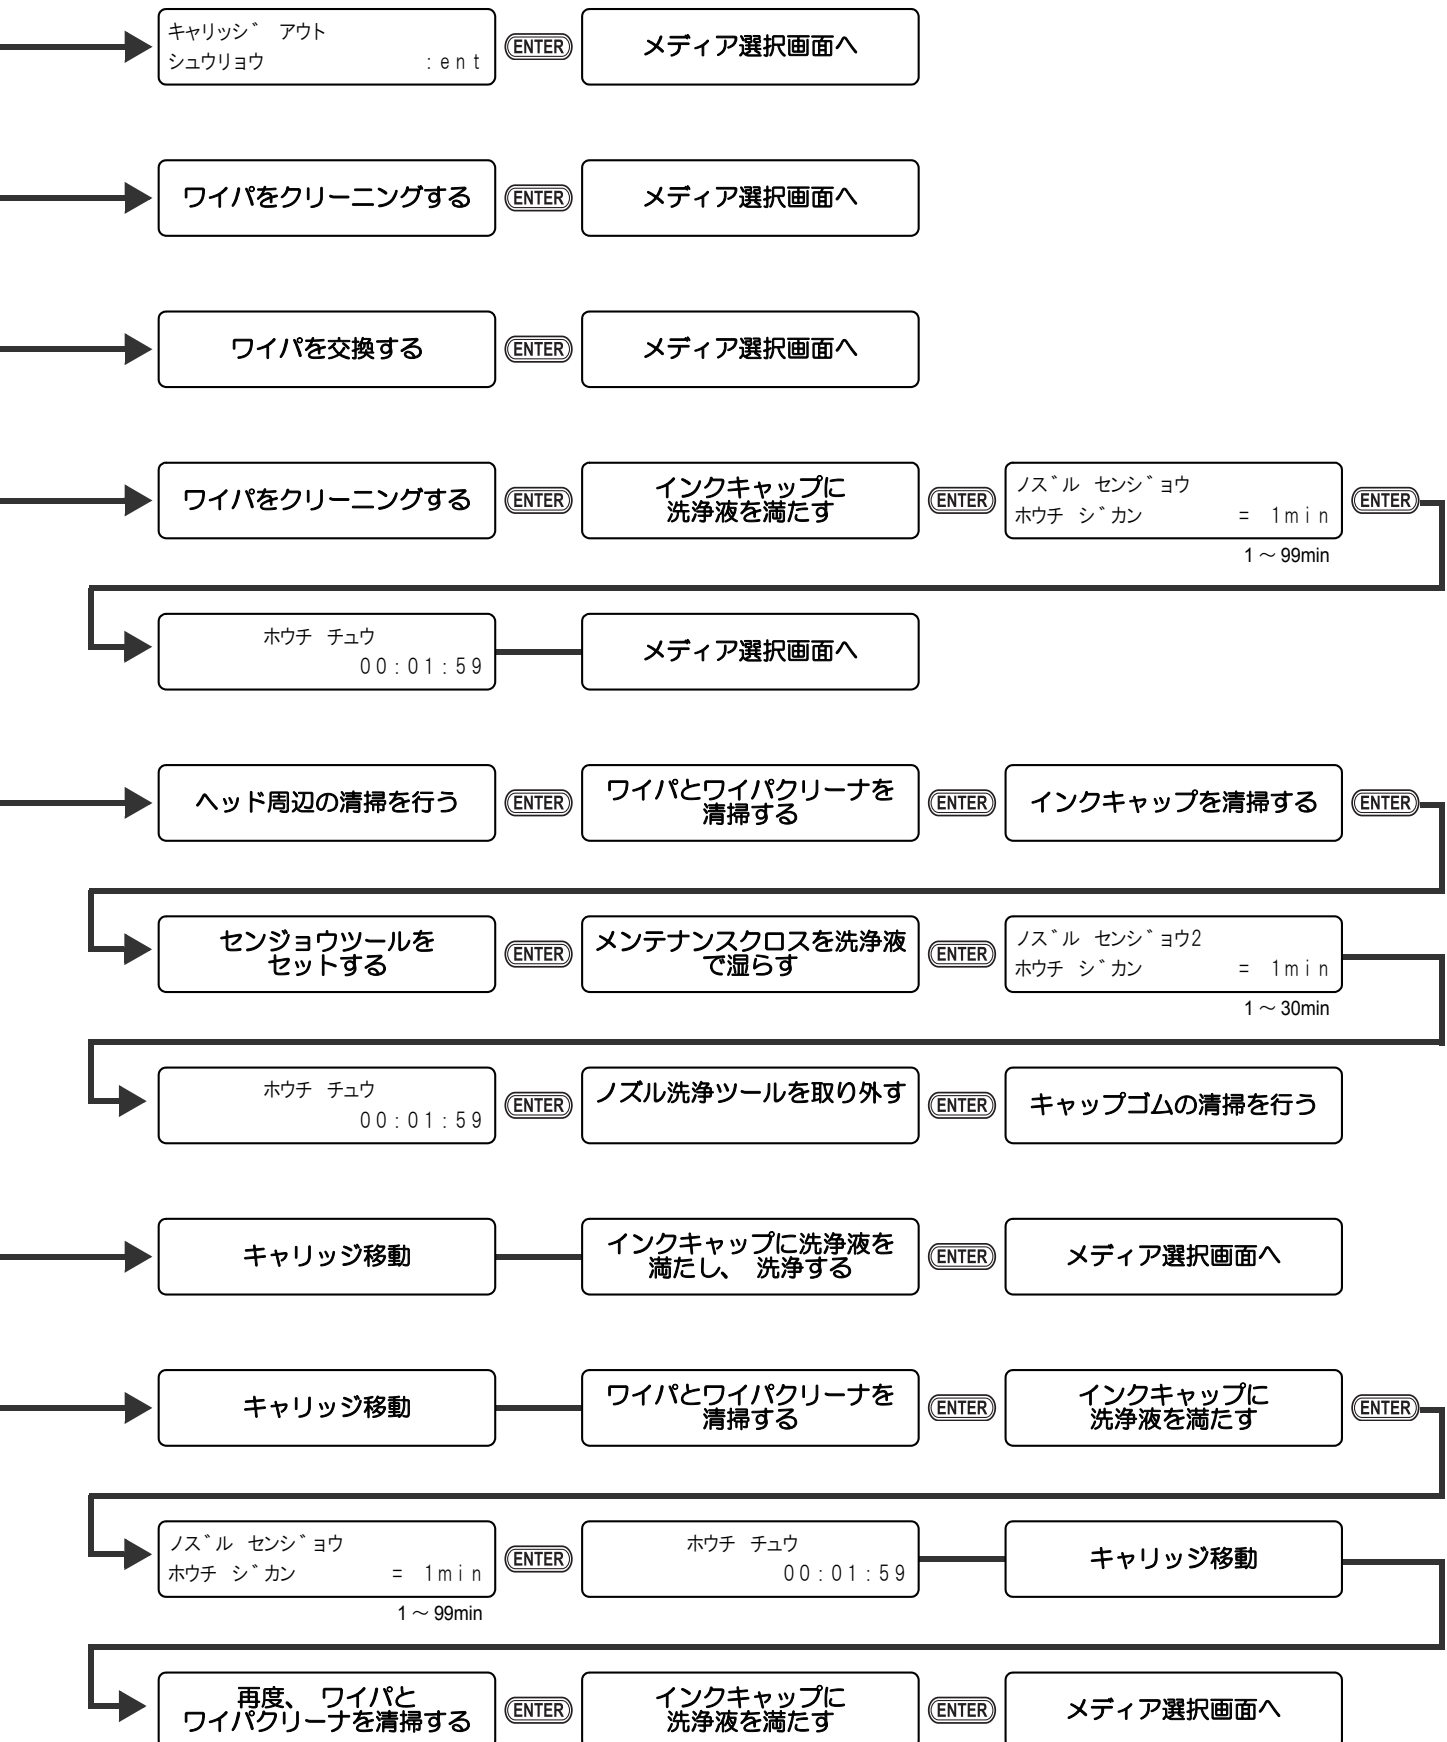 キャリッシ゛ アウト
シュウリョウ :ent
ENTER
メディア選択画面へ
ワイパをクリーニングする
ENTER
メディア選択画面へ
ワイパを交換する
ENTER
メディア選択画面へ
ワイパをクリーニングする
ENTER
インクキャップに
洗浄液を満たす
ENTER
ノス゛ル センシ゛ョウ
ホウチ シ゛カン = 1min
1～99min
ENTER
ホウチ チュウ
00:01:59
メディア選択画面へ
ヘッド周辺の清掃を行う
ENTER
ワイパとワイパクリーナを
清掃する
ENTER
インクキャップを清掃する
ENTER
センジョウツールを
セットする
ENTER
メンテナンスクロスを洗浄液
で湿らす
ENTER
ノス゛ル センシ゛ョウ2
ホウチ シ゛カン = 1min
1～30min
ホウチ チュウ
00:01:59
ENTER
ノズル洗浄ツールを取り外す
ENTER
キャップゴムの清掃を行う
キャリッジ移動
インクキャップに洗浄液を
満たし、 洗浄する
ENTER
メディア選択画面へ
キャリッジ移動
ワイパとワイパクリーナを
清掃する
ENTER
インクキャップに
洗浄液を満たす
ENTER
ノス゛ル センシ゛ョウ
ホウチ シ゛カン = 1min
1～99min
ENTER
ホウチ チュウ
00:01:59
キャリッジ移動
再度、 ワイパと
ワイパクリーナを清掃する
ENTER
インクキャップに
洗浄液を満たす
ENTER
メディア選択画面へ